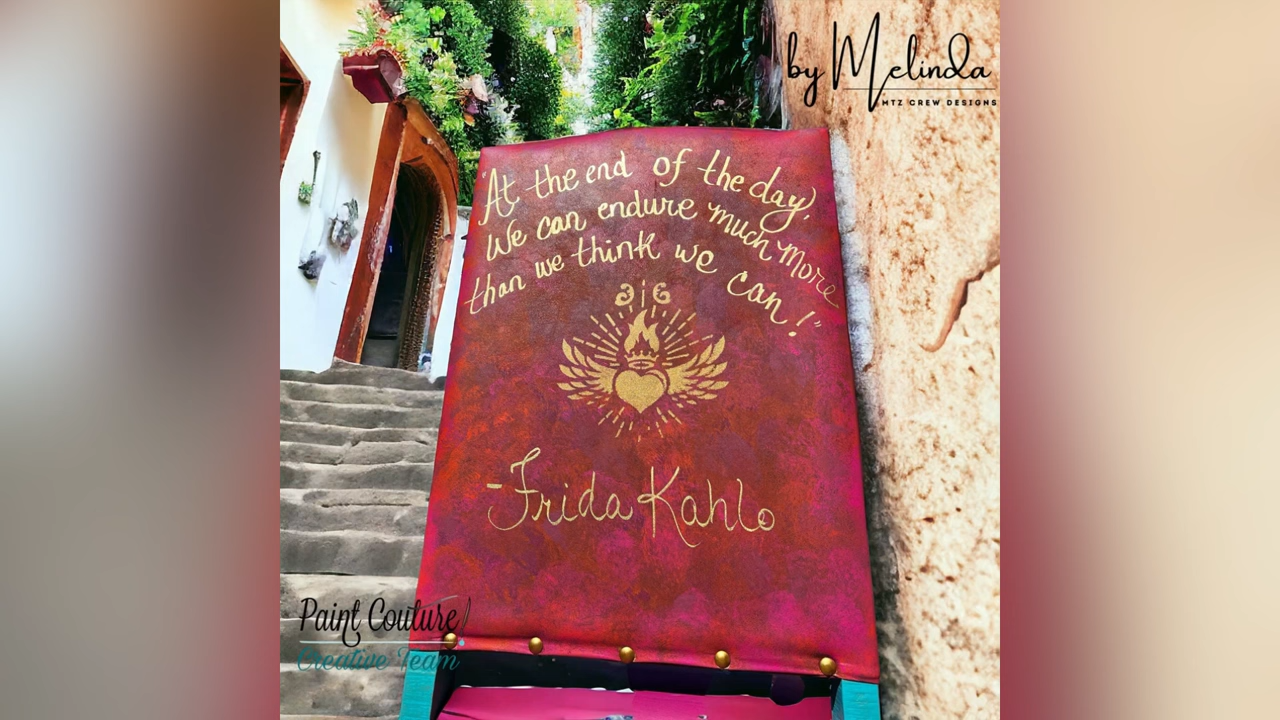 by Melinda
MTZ CREW DESIGNS
"At the end of the day,
We can endure much more
than we think we can!"
-Frida Kahlo
Paint Couture!
Creative Team